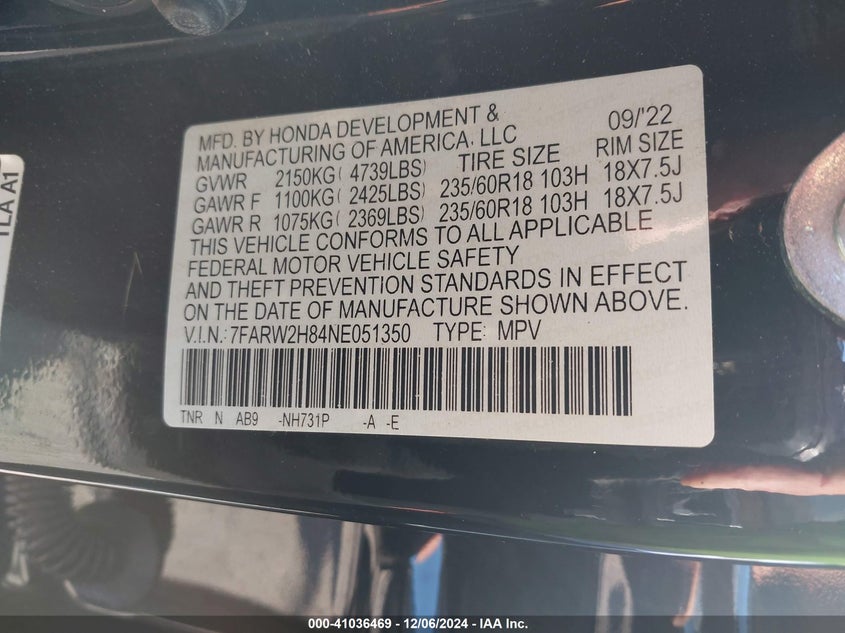 TLA A1
MFD. BY HONDA DEVELOPMENT & 09/'22
MANUFACTURING OF AMERICA, LLC RIM SIZE
GVWR 2150KG( 4739LBS) TIRE SIZE
GAWR F 1100KG( 2425LBS) 235/60R18 103H 18X7.5J
GAWR R 1075KG( 2369LBS) 235/60R18 103H 18X7.5J
THIS VEHICLE CONFORMS TO ALL APPLICABLE
FEDERAL MOTOR VEHICLE SAFETY
AND THEFT PREVENTION STANDARDS IN EFFECT
ON THE DATE OF MANUFACTURE SHOWN ABOVE.
V.I.N.: 7FARW2H84NE051350 TYPE: MPV
TNR N AB9 -NH731P -A -E
000-41036469 - 12/06/2024 - IAA Inc.